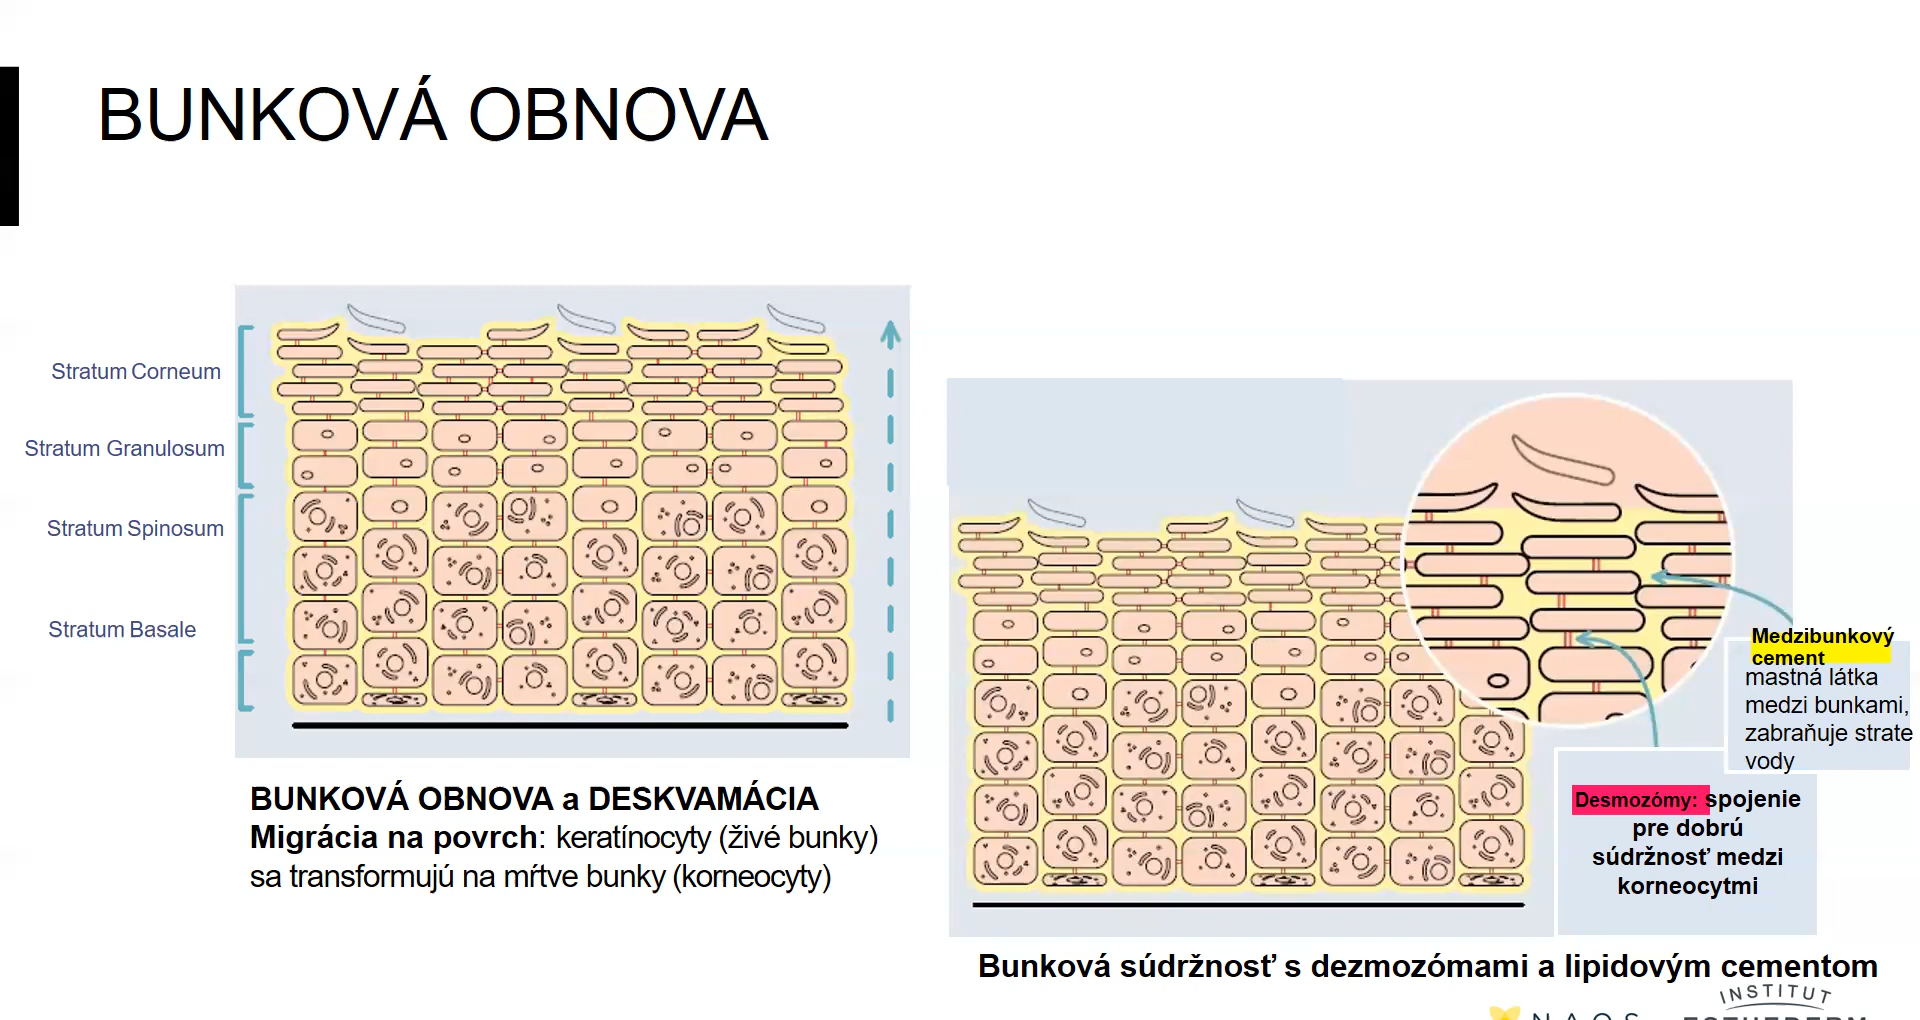 BUNKOVÁ OBNOVA
Stratum Corneum
Stratum Granulosum
Stratum Spinosum
Stratum Basale
BUNKOVÁ OBNOVA a DESKVAMÁCIA
Migrácia na povrch: keratínocyty (živé bunky)
sa transformujú na mŕtve bunky (korneocyty)
Medzibunkový
cement
mastná látka
medzi bunkami,
zabraňuje strate
vody
Desmozómy: spojenie
pre dobrú
súdržnosť medzi
korneocytmi
Bunková súdržnosť s dezmozómami a lipidovým cementom
NAOS
INSTITUT
ESTHEDERM